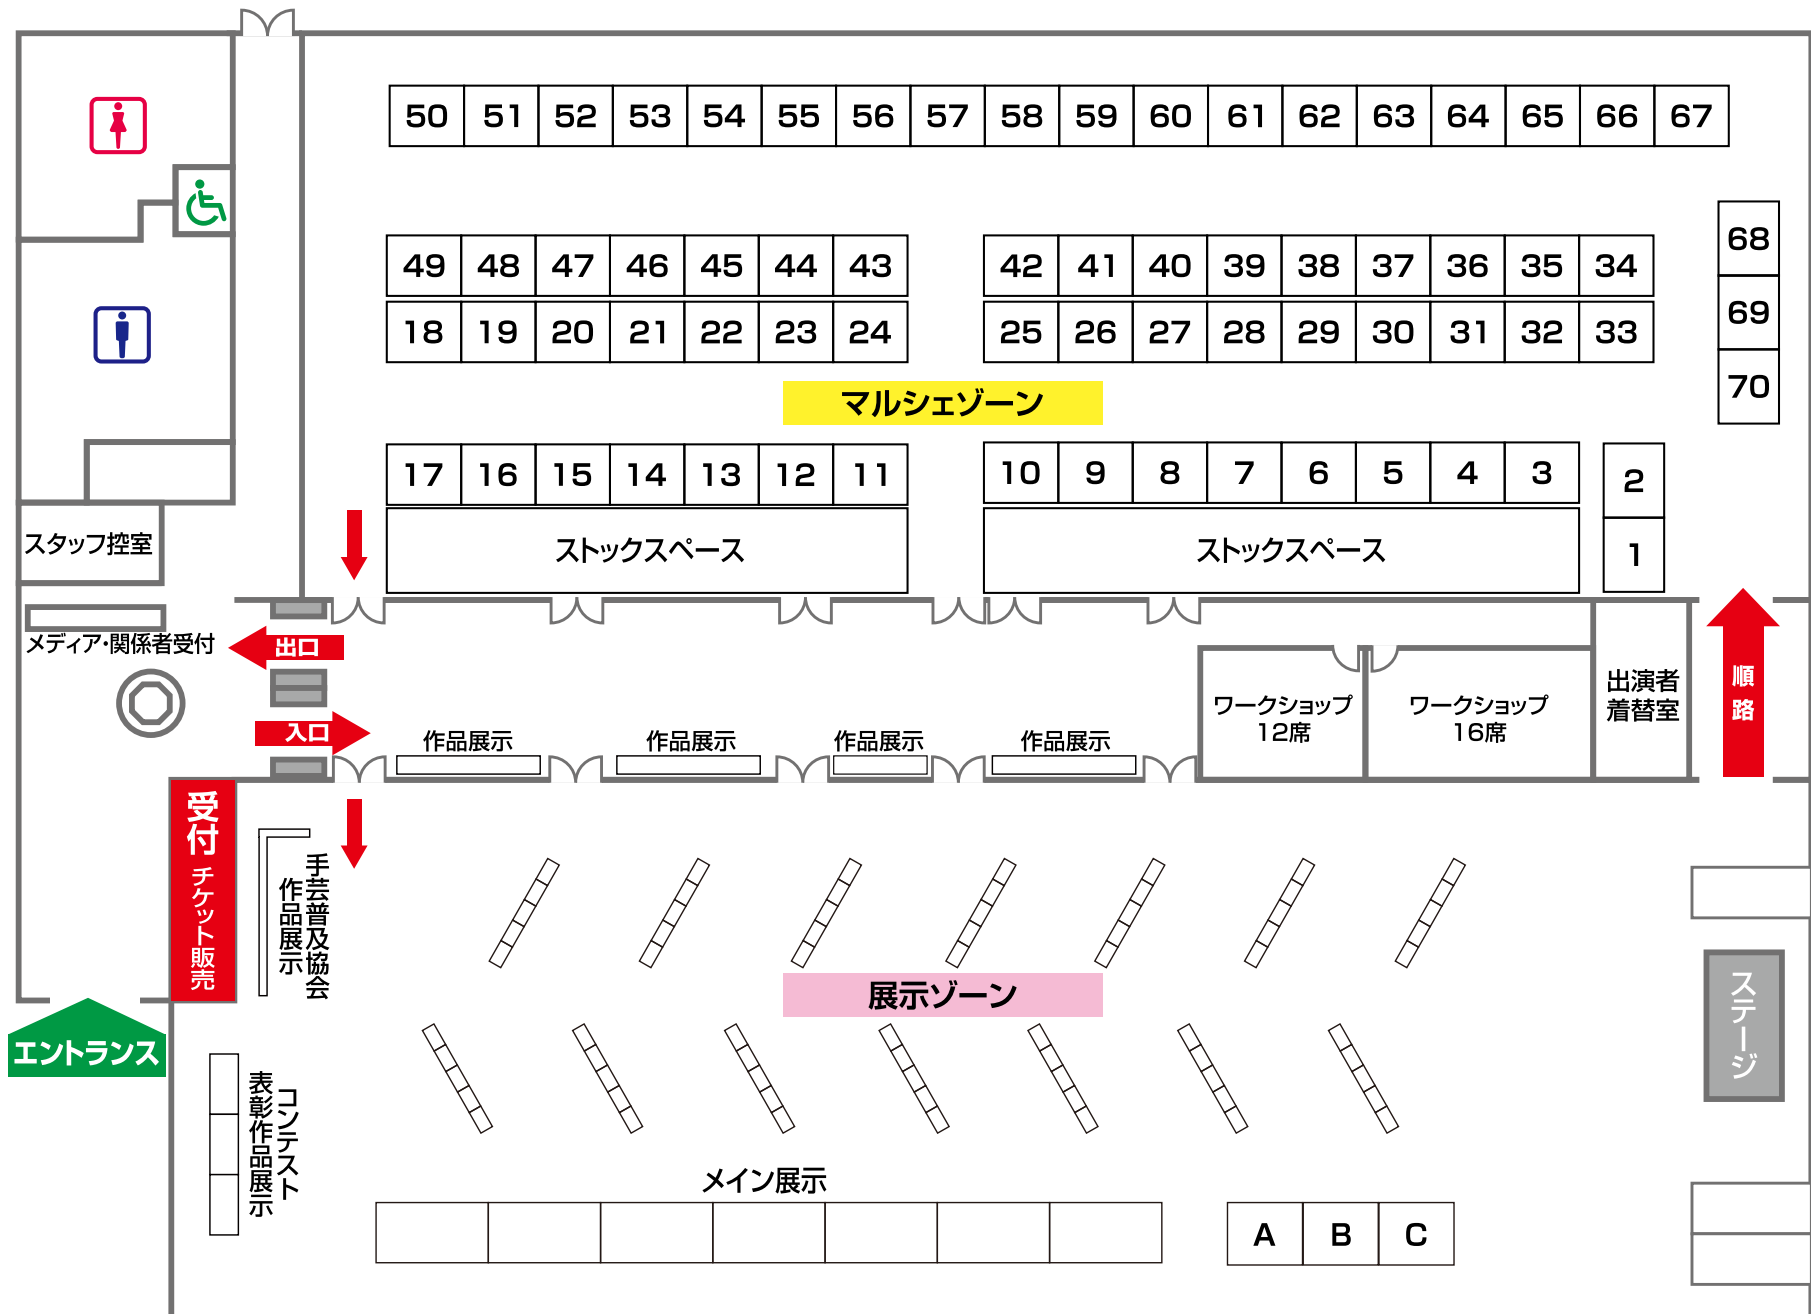 50 51 52 53 54 55 56 57 58 59 60 61 62 63 64 65 66 67
68
69
70
49 48 47 46 45 44 43
42 41 40 39 38 37 36 35 34
18 19 20 21 22 23 24
25 26 27 28 29 30 31 32 33
マルシェゾーン
17 16 15 14 13 12 11
10 9 8 7 6 5 4 3
2
1
ストックスペース
ストックスペース
スタッフ控室
メディア・関係者受付
出口
入口
作品展示
作品展示
作品展示
作品展示
ワークショップ
12席
ワークショップ
16席
出演者
着替室
順路
受付
チケット販売
手芸普及協会
作品展示
展示ゾーン
ステージ
エントランス
コンテスト
表彰作品展示
メイン展示
A B C